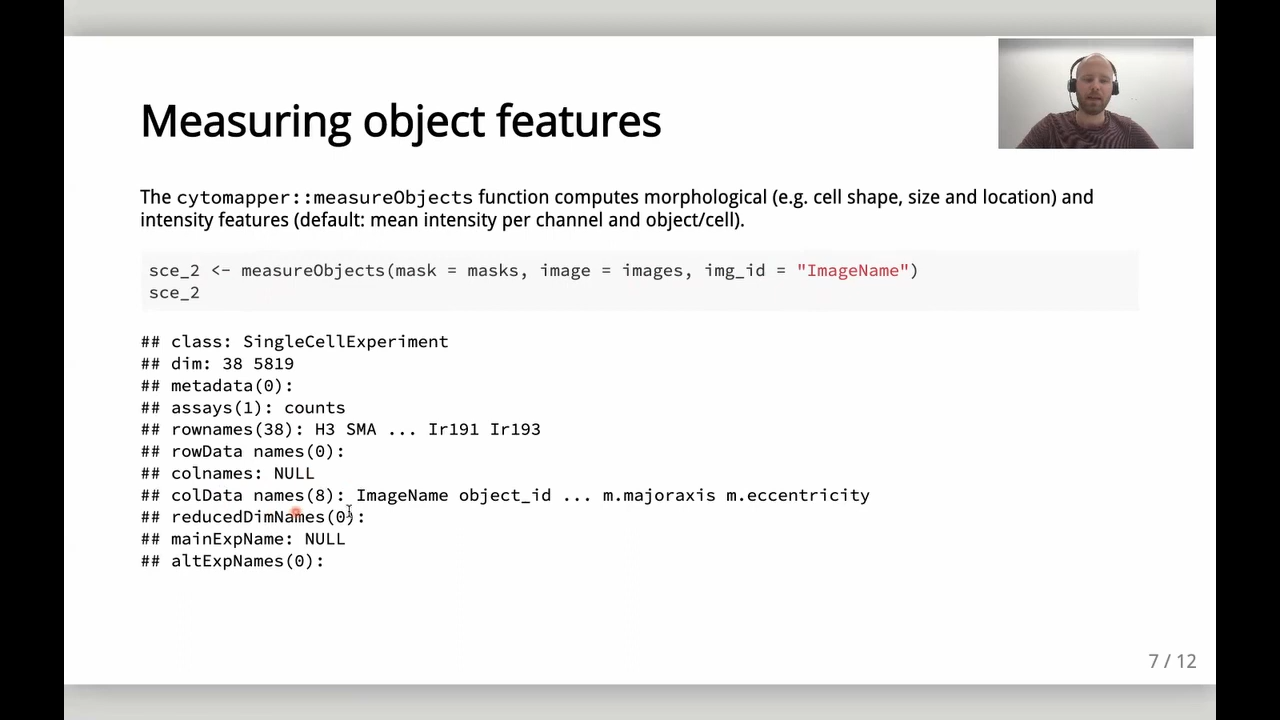 Measuring object features
The cytomapper::measureObjects function computes morphological (e.g. cell shape, size and location) and
intensity features (default: mean intensity per channel and object/cell).
sce_2 <- measureObjects(mask = masks, image = images, img_id = "ImageName")
sce_2
## class: SingleCellExperiment
## dim: 38 5819
## metadata(0):
## assays(1): counts
## rownames(38): H3 SMA ... Ir191 Ir193
## rowData names(0):
## colnames: NULL
## colData names(8): ImageName object_id ... m.majoraxis m.eccentricity
## reducedDimNames(0):
## mainExpName: NULL
## altExpNames(0):
7 / 12